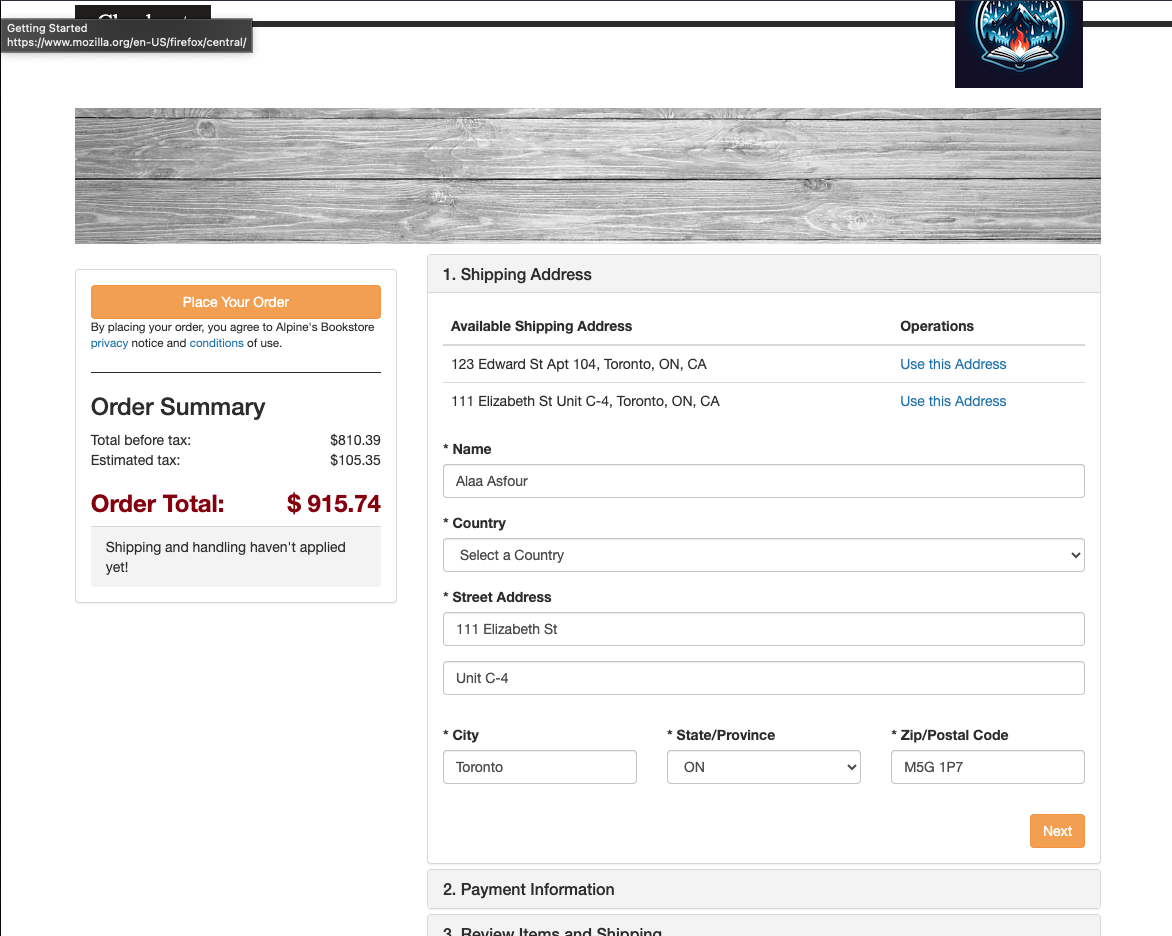 Checkout
Getting Started
https://www.mozilla.org/en-US/firefox/central/
Place Your Order
By placing your order, you agree to Alpine's Bookstore
privacy notice and conditions of use.
Order Summary
Total before tax: $810.39
Estimated tax: $105.35
Order Total: $ 915.74
Shipping and handling haven't applied
yet!
1. Shipping Address
Available Shipping Address Operations
123 Edward St Apt 104, Toronto, ON, CA Use this Address
111 Elizabeth St Unit C-4, Toronto, ON, CA Use this Address
* Name
Alaa Asfour
* Country
Select a Country
* Street Address
111 Elizabeth St
Unit C-4
* City * State/Province * Zip/Postal Code
Toronto ON M5G 1P7
Next
2. Payment Information
3. Review Items and Shipping